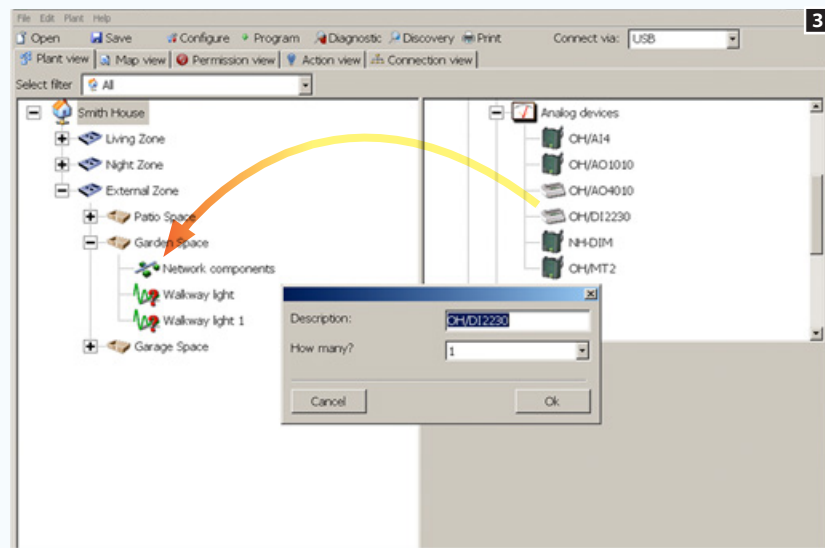 File Edit Plant Help
3
Open Save Configure Program Diagnostic Discovery Print Connect via: USB
Plant view Map view Permission view Action view Connection view
Select filter All
Smith House
Living Zone
Night Zone
External Zone
Patio Space
Garden Space
Network components
Walkway light
Walkway light 1
Garage Space
Analog devices
OH/AI4
OH/AO1010
OH/AO4010
OH/DI2230
NH-DIM
OH/MT2
Description: OH/DI2230
How many? 1
Cancel Ok